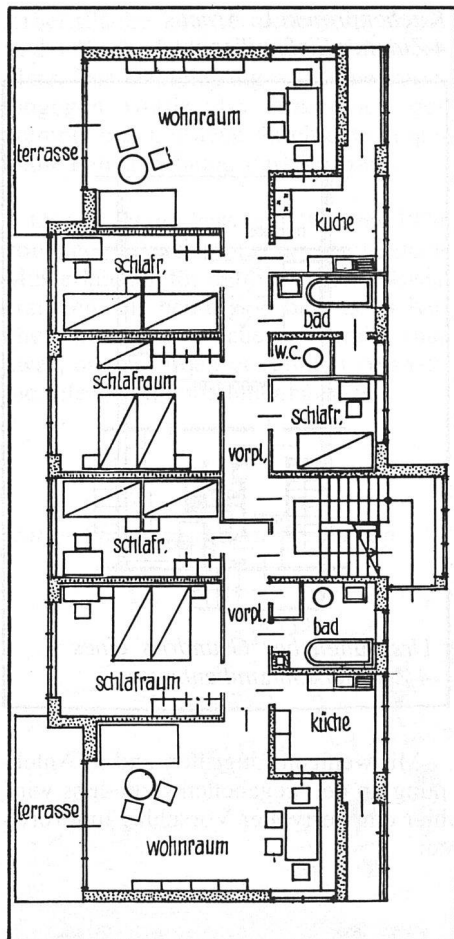 wohnraum
terrasse
küche
schlafr,
bad
w.c.
schlafraum
schlafr,
vorpl,
schlafr,
vorpl,
bad
schlafraum
küche
terrasse
wohnraum